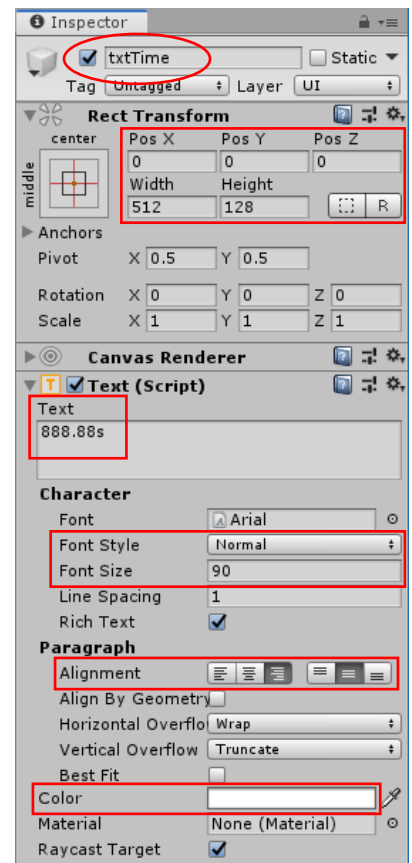 Inspector
txtTime Static
Tag Untagged Layer UI
Rect Transform
center Pos X Pos Y Pos Z
middle 0 0 0
Width Height
512 128 R
Anchors
Pivot X 0.5 Y 0.5
Rotation X 0 Y 0 Z 0
Scale X 1 Y 1 Z 1
Canvas Renderer
T Text (Script)
Text
888.88s
Character
Font Arial
Font Style Normal
Font Size 90
Line Spacing 1
Rich Text
Paragraph
Alignment
Align By Geometry
Horizontal Overflo Wrap
Vertical Overflow Truncate
Best Fit
Color
Material None (Material)
Raycast Target